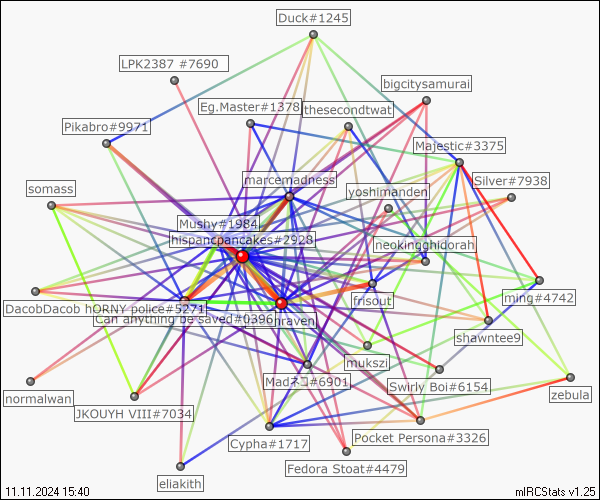 Duck#1245
LPK2387 #7690
bigcitysamurai
Eg.Master#1378
thesecondtwat
Pikabro#9971
Majestic#3375
marcemadness
Silver#7938
somass
yoshimanden
Mushy#1984
hispancpancakes#2928
neokingghidorah
frisout
ming#4742
DacobDacob hORNY police#5271
Can anything be saved#0396
nraven
shawntee9
mukszi
Madネコ#6901
Swirly Boi#6154
normalwan
zebula
JKOUYH VIII#7034
Cypha#1717
Pocket Persona#3326
Fedora Stoat#4479
eliakith
11.11.2024 15:40
mIRCStats v1.25